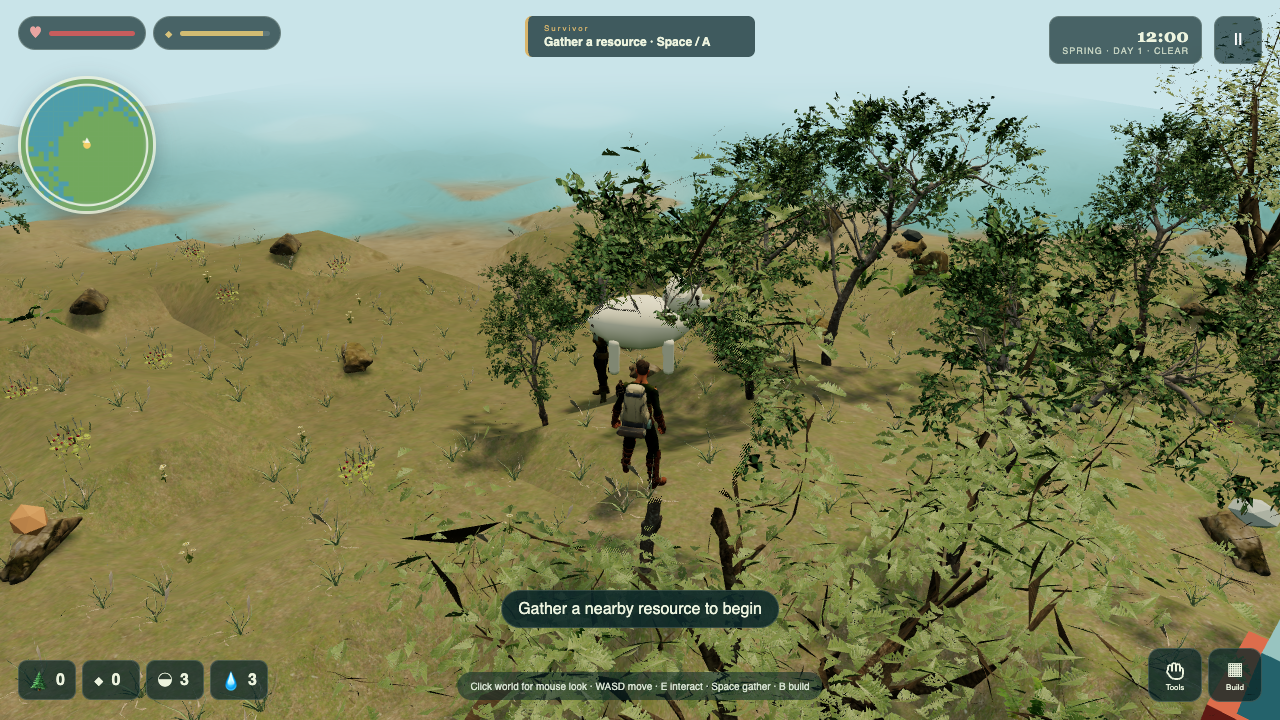 Survivor
Gather a resource · Space / A
12:00
SPRING · DAY 1 · CLEAR
Gather a nearby resource to begin
0
0
3
3
Click world for mouse look · WASD move · E interact · Space gather · B build
Tools
Build